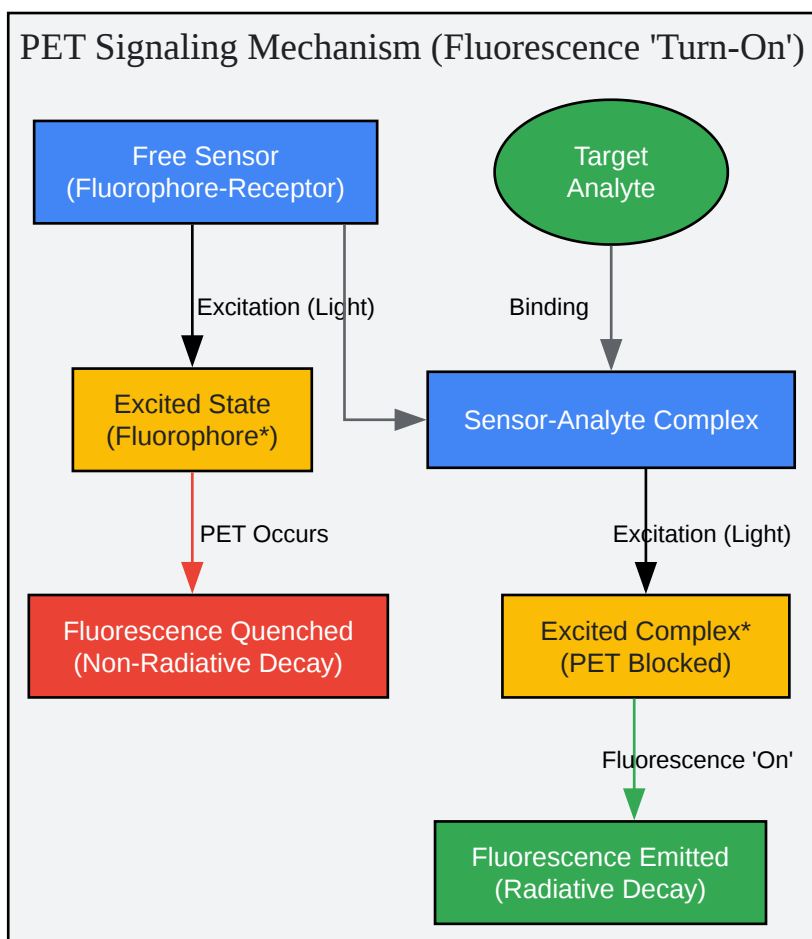 PET Signaling Mechanism (Fluorescence 'Turn-On')
Free Sensor
(Fluorophore-Receptor)
Target
Analyte
Excitation (Light)
Binding
Excited State
(Fluorophore*)
Sensor-Analyte Complex
PET Occurs
Excitation (Light)
Fluorescence Quenched
(Non-Radiative Decay)
Excited Complex*
(PET Blocked)
Fluorescence 'On'
Fluorescence Emitted
(Radiative Decay)